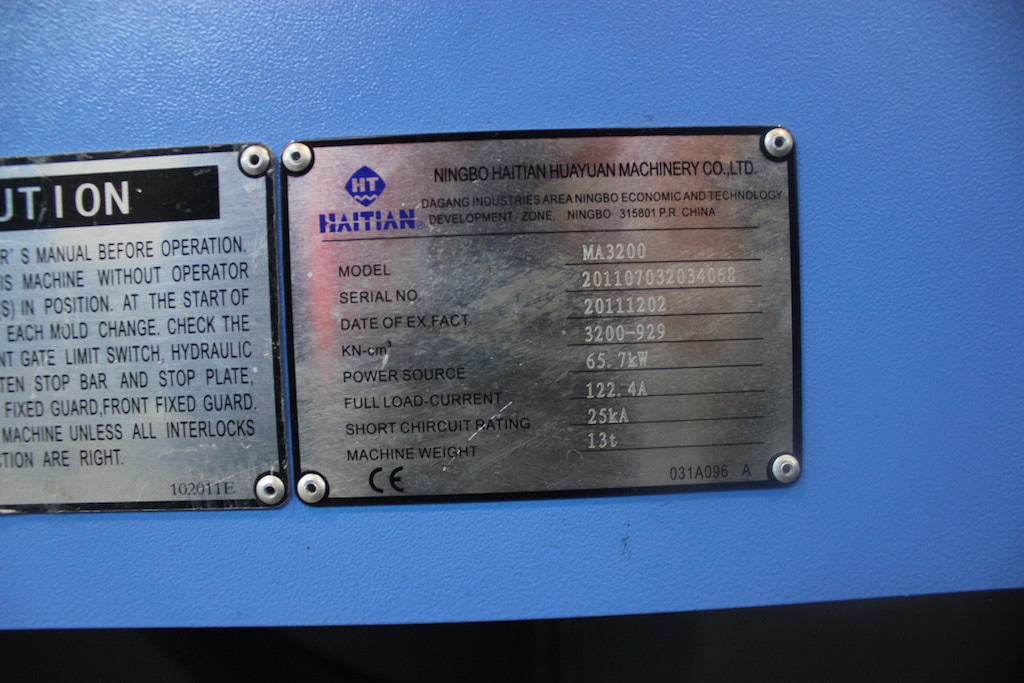 UTION
R'S MANUAL BEFORE OPERATION.
IS MACHINE WITHOUT OPERATOR
(S) IN POSITION. AT THE START OF
EACH MOLD CHANGE. CHECK THE
NT GATE LIMIT SWITCH, HYDRAULIC
TEN STOP BAR AND STOP PLATE,
FIXED GUARD,FRONT FIXED GUARD.
MACHINE UNLESS ALL INTERLOCKS
TION ARE RIGHT.
102011E
HT
HAITIAN®
NINGBO HAITIAN HUAYUAN MACHINERY CO.,LTD.
DAGANG INDUSTRIES AREA NINGBO ECONOMIC AND TECHNOLOGY
DEVELOPMENT ZONE, NINGBO 315801 P.R. CHINA
MODEL MA3200
SERIAL NO. 201107032034068
DATE OF EX.FACT. 20111202
KN-cm³ 3200-929
POWER SOURCE 65.7kW
FULL LOAD-CURRENT 122.4A
SHORT CHIRCUIT RATING 25kA
MACHINE WEIGHT 13t
CE
031A096 A